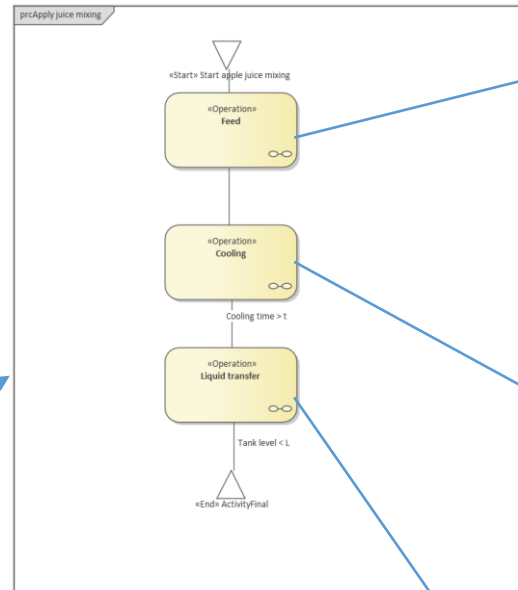 prcApply juice mixing
«Start» Start apple juice mixing
«Operation»
Feed
«Operation»
Cooling
Cooling time > t
«Operation»
Liquid transfer
Tank level < L
«End» ActivityFinal